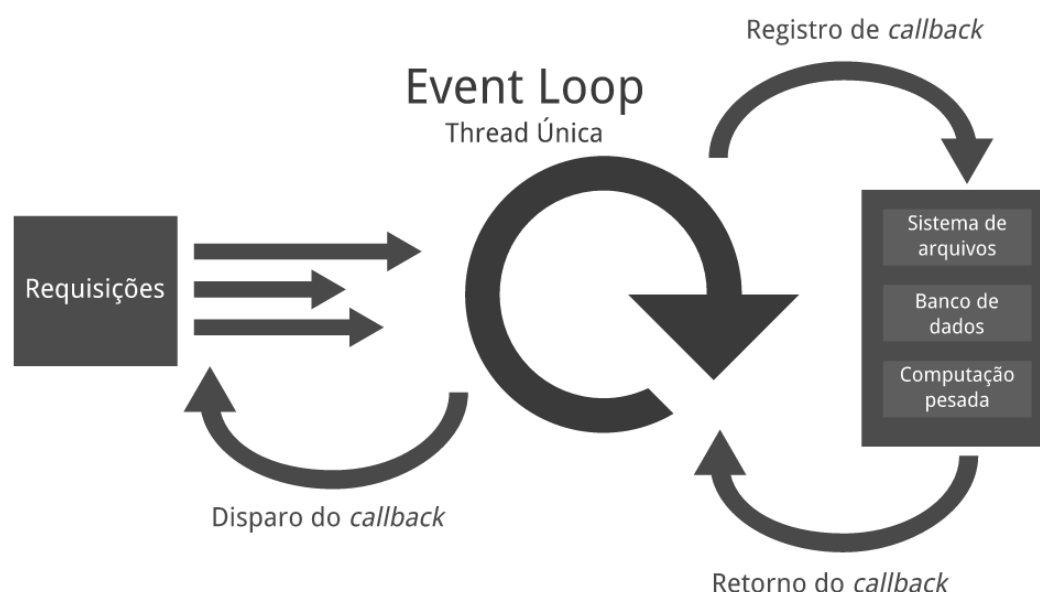 Registro de callback
Event Loop
Thread Única
Requisições
Sistema de
arquivos
Banco de
dados
Computação
pesada
Disparo do callback
Retorno do callback